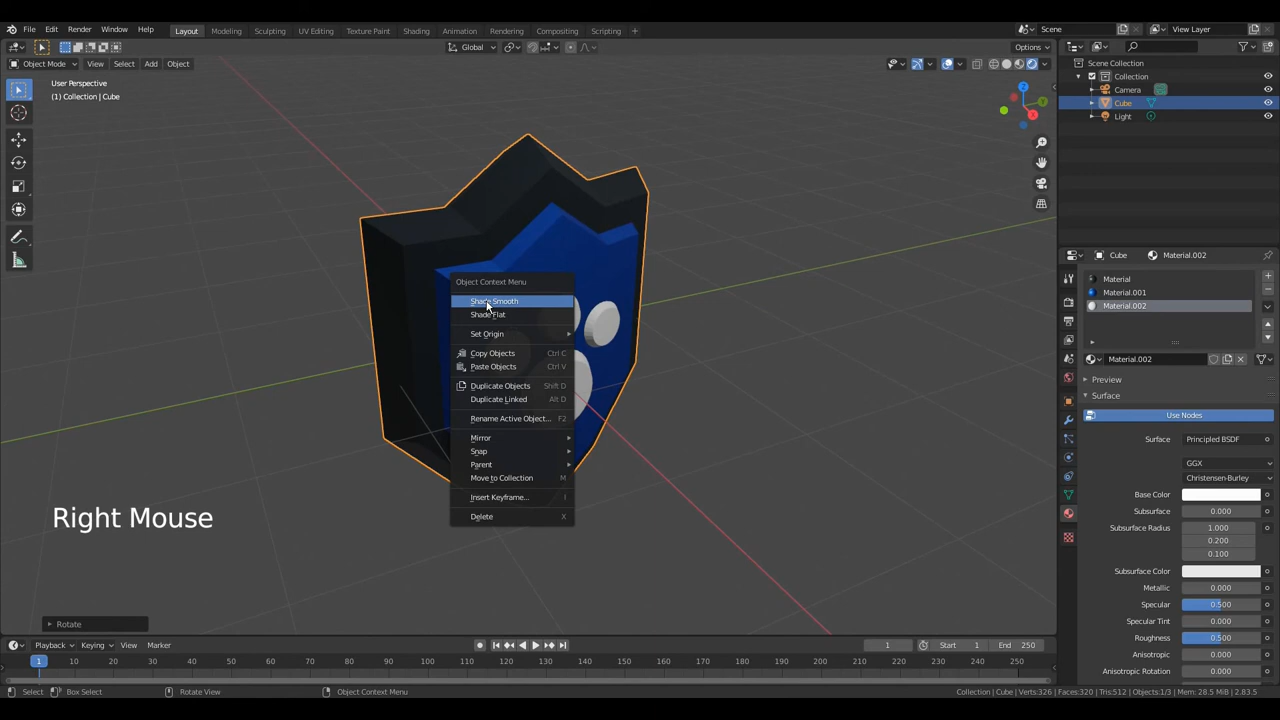 File Edit Render Window Help Layout Modeling Sculpting UV Editing Texture Paint Shading Animation Rendering Compositing Scripting + Scene View Layer
Global Options
Object Mode View Select Add Object
User Perspective
(1) Collection | Cube
Scene Collection
Collection
Camera
Cube
Light
Object Context Menu
Shade Smooth
Shade Flat
Set Origin
Copy Objects Ctrl C
Paste Objects Ctrl V
Duplicate Objects Shift D
Duplicate Linked Alt D
Rename Active Object... F2
Mirror
Snap
Parent
Move to Collection M
Insert Keyframe... I
Delete X
Z
Y
X
Cube Material.002
Material
Material.001
Material.002
Material.002
Preview
Surface
Use Nodes
Surface Principled BSDF
GGX
Christensen-Burley
Base Color
Subsurface 0.000
Subsurface Radius 1.000
0.200
0.100
Subsurface Color
Metallic 0.000
Specular 0.500
Specular Tint 0.000
Roughness 0.500
Anisotropic 0.000
Anisotropic Rotation 0.000
Right Mouse
Rotate
Playback Keying View Marker 1 Start 1 End 250
1 10 20 30 40 50 60 70 80 90 100 110 120 130 140 150 160 170 180 190 200 210 220 230 240 250
Select Box Select Rotate View Object Context Menu Collection | Cube | Verts:326 | Faces:320 | Tris:512 | Objects:1/3 | Mem: 28.5 MiB | 2.83.5